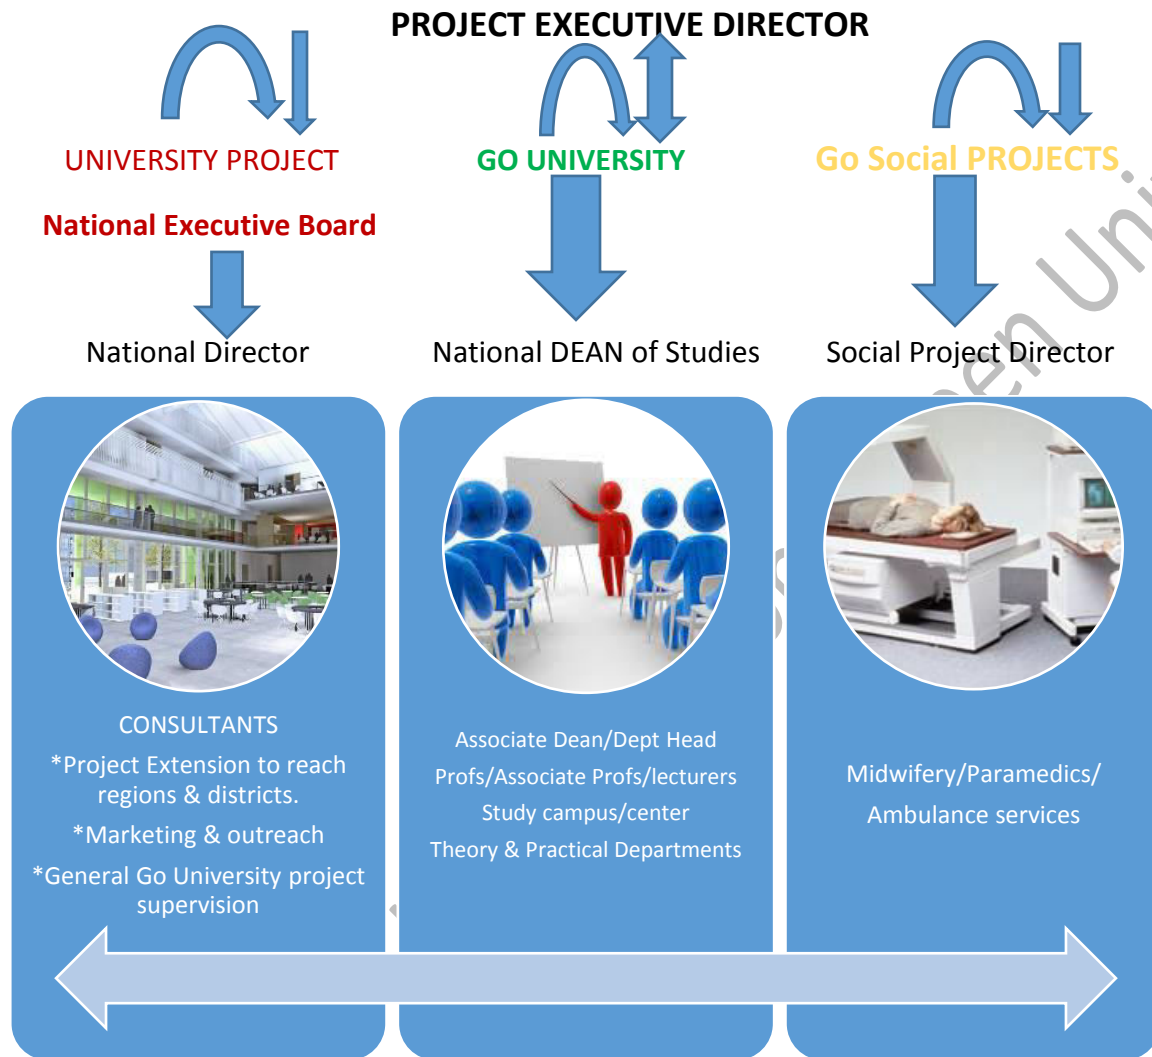 PROJECT EXECUTIVE DIRECTOR
UNIVERSITY PROJECT
National Executive Board
National Director
CONSULTANTS
*Project Extension to reach
regions & districts.
*Marketing & outreach
*General Go University project
supervision
GO UNIVERSITY
National DEAN of Studies
Associate Dean/Dept Head
Profs/Associate Profs/lecturers
Study campus/center
Theory & Practical Departments
Go Social PROJECTS
Social Project Director
Midwifery/Paramedics/
Ambulance services